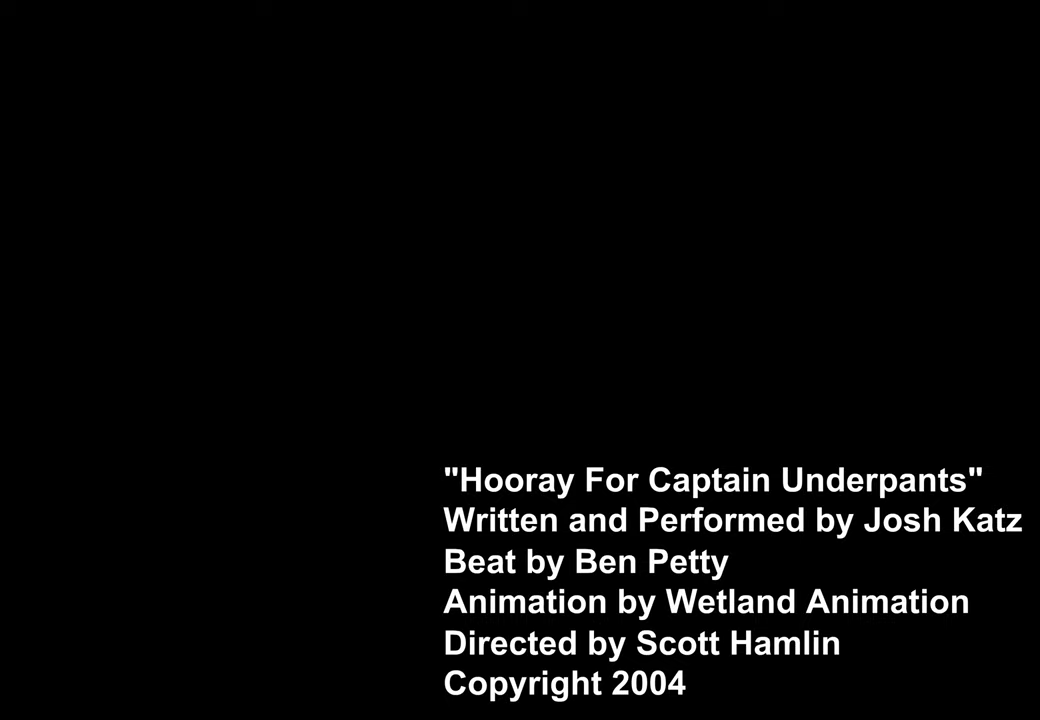 "Hooray For Captain Underpants"
Written and Performed by Josh Katz
Beat by Ben Petty
Animation by Wetland Animation
Directed by Scott Hamlin
Copyright 2004